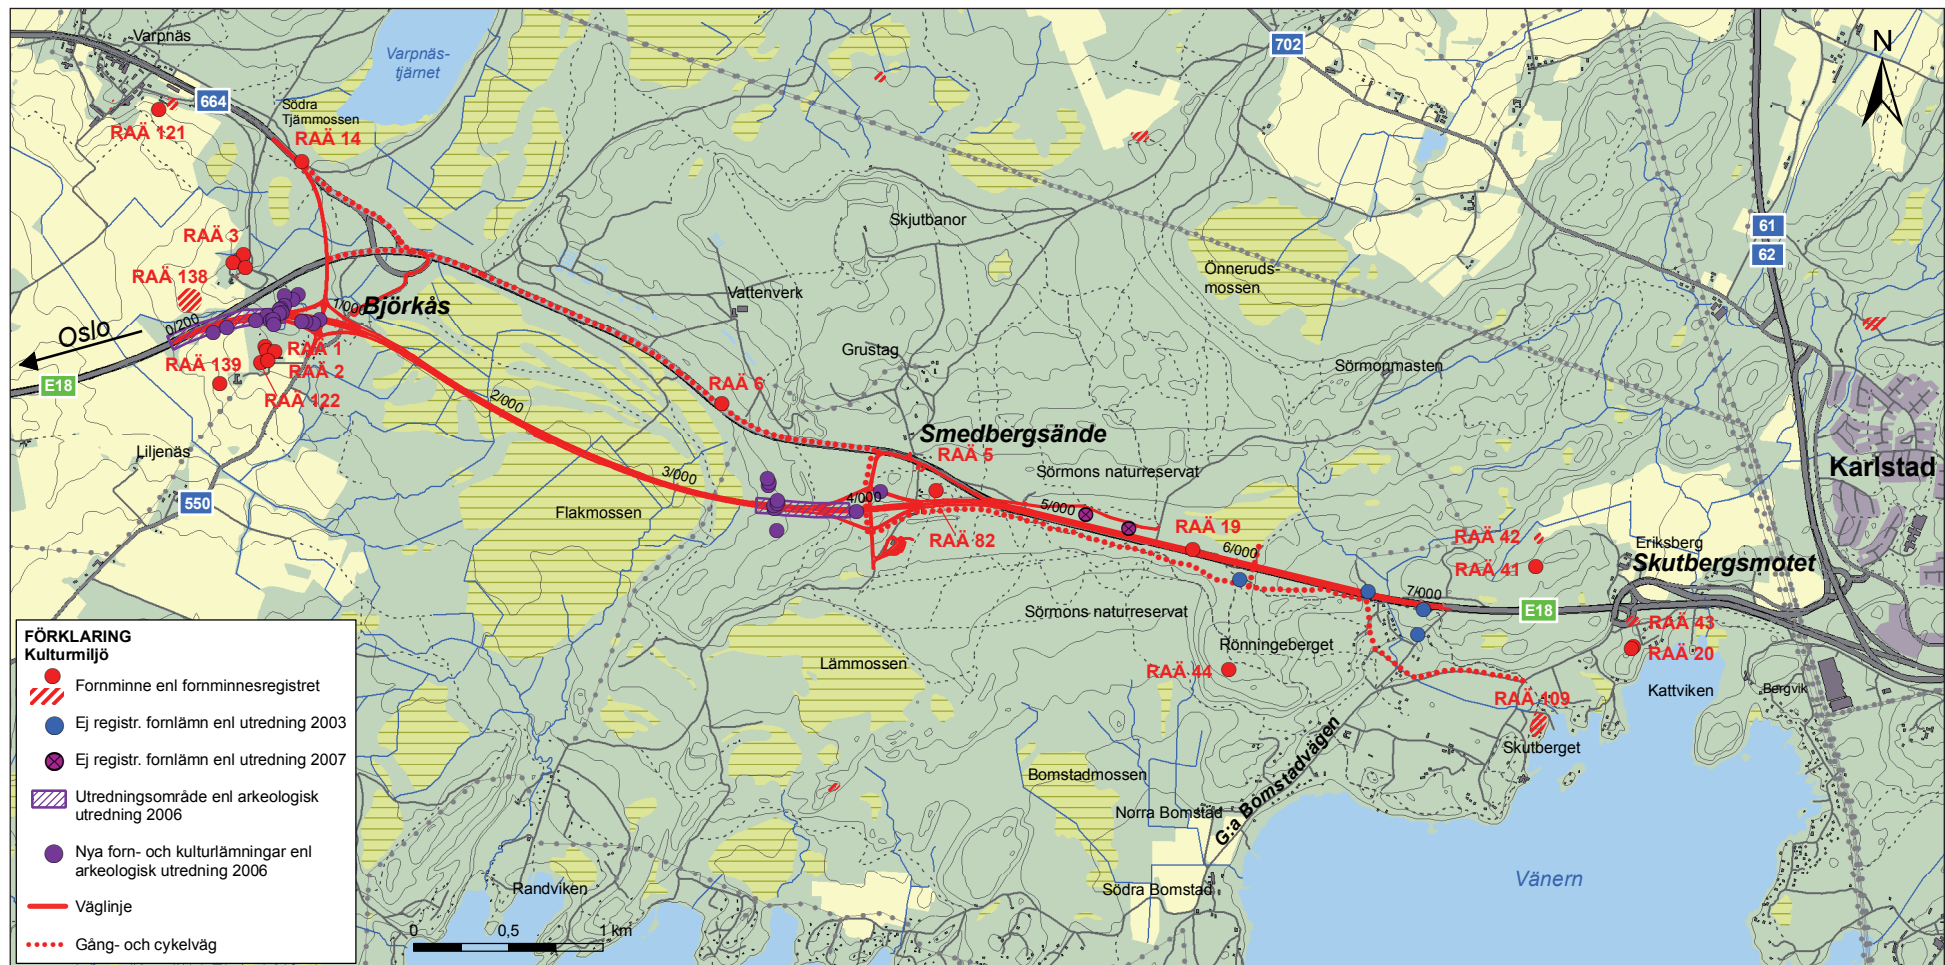 Varpnäs
Varpnäs-
tjärnet
702
N
664
Södra
Tjämmossen
RAÄ 121
RAÄ 14
61
62
RAÄ 3
Skjutbanor
RAÄ 138
Önneruds-
mossen
Vattenverk
Björkås
1/000
0/200
Oslo
E18
RAÄ 1
RAÄ 139
RAÄ 2
RAÄ 122
Grustag
Sörmonmasten
RAÄ 6
2/000
Smedbergsände
RAÄ 5
Liljenäs
3/000
Sörmons naturreservat
Karlstad
550
Flakmossen
4/000
5/000
RAÄ 19
RAÄ 82
6/000
RAÄ 42
Eriksberg
RAÄ 41
Skutbergsmotet
7/000
E18
Sörmons naturreservat
RAÄ 43
Rönningeberget
RAÄ 20
Lämmossen
RAÄ 44
Kattviken
Bergvik
RAÄ 109
Skutberget
Bomstadmossen
G:a Bomstadvägen
Norra Bomstad
Vänern
Södra Bomstad
Randviken
0 0,5 1 km
FÖRKLARING
Kulturmiljö
Fornminne enl fornminnesregistret
Ej registr. fornlämn enl utredning 2003
Ej registr. fornlämn enl utredning 2007
Utredningsområde enl arkeologisk
utredning 2006
Nya forn- och kulturlämningar enl
arkeologisk utredning 2006
Väglinje
Gång- och cykelväg